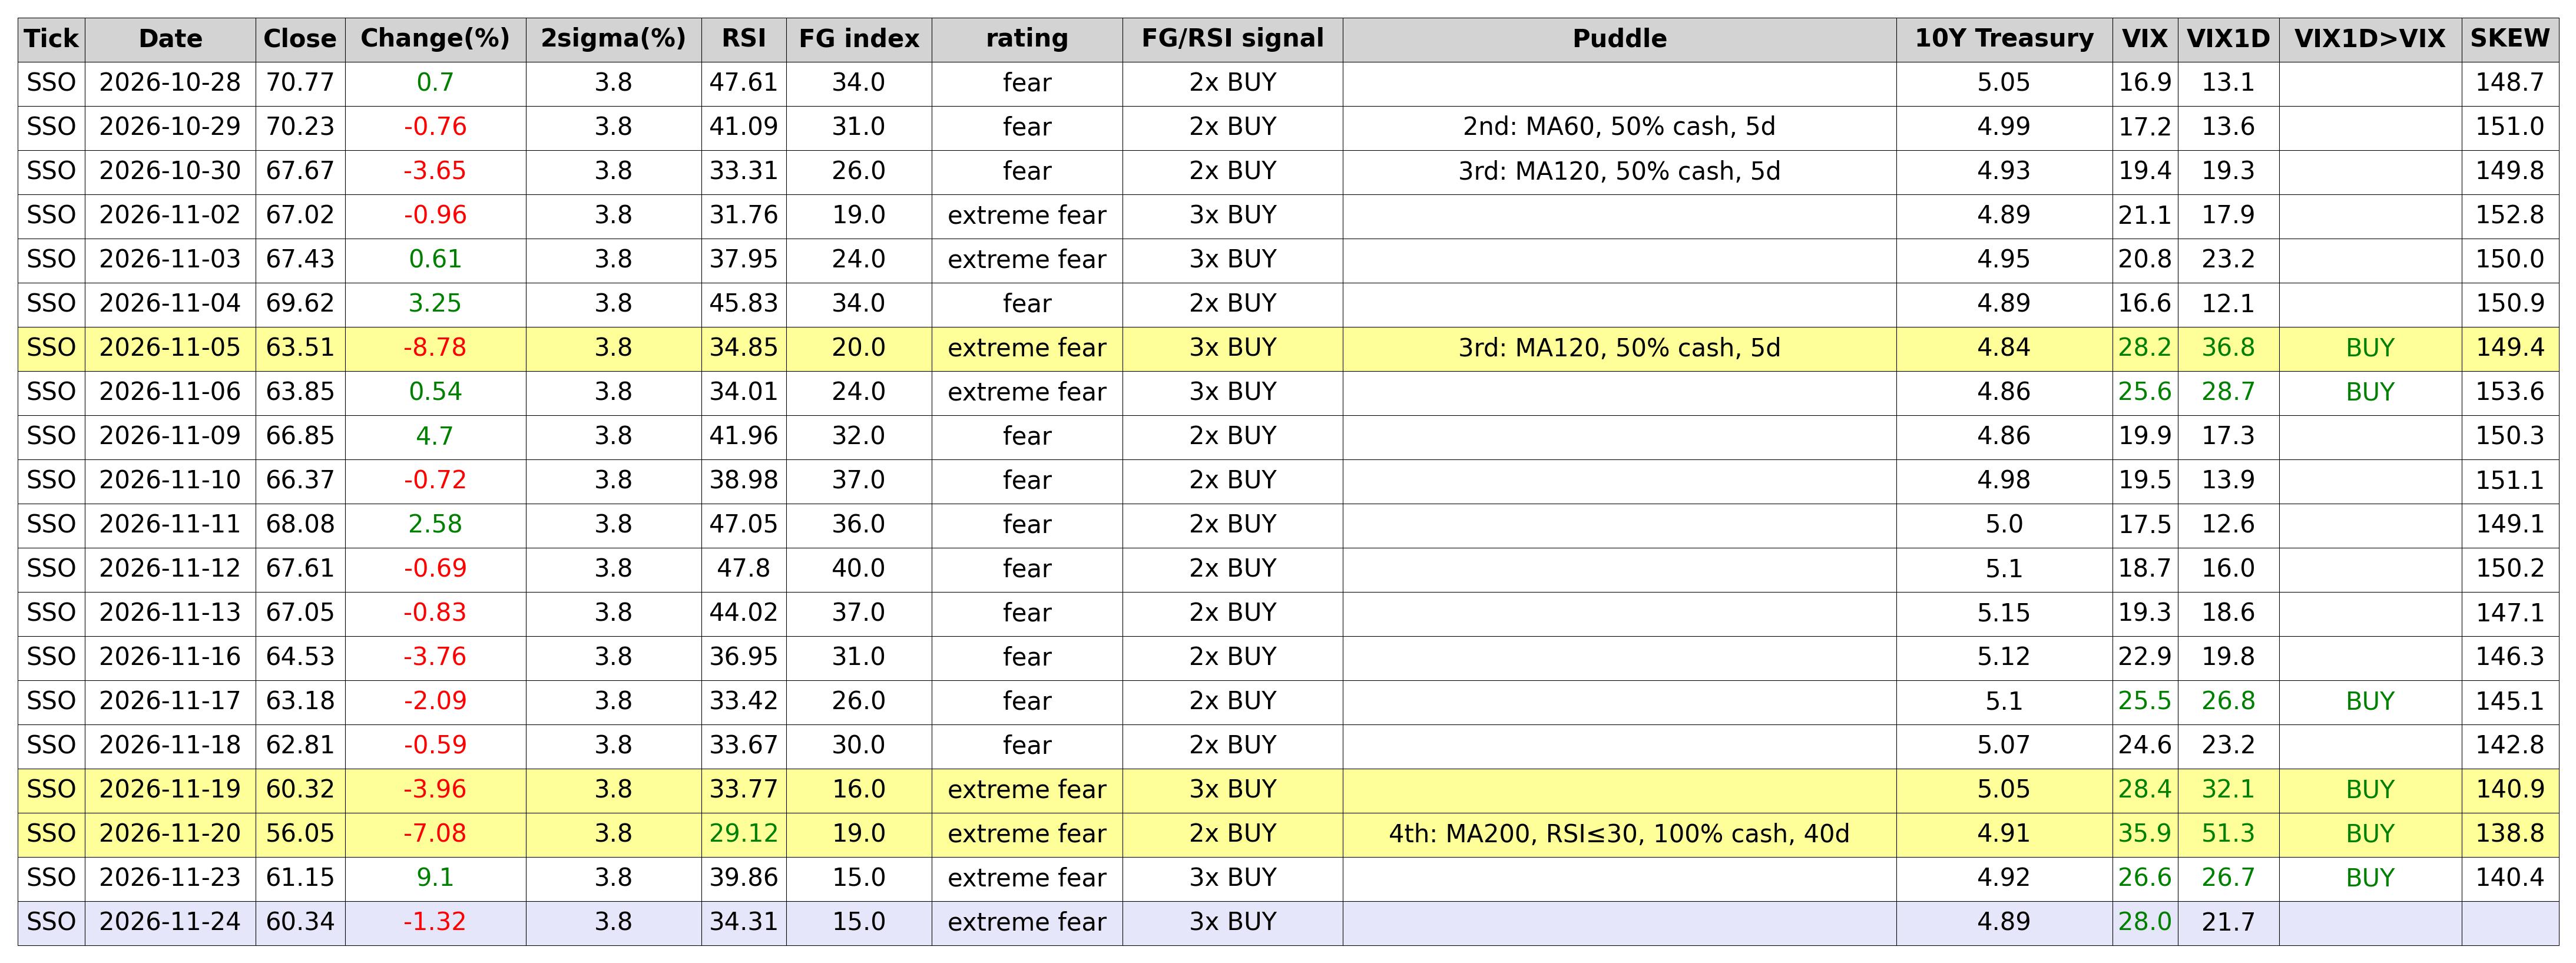 Tick Date Close Change(%) 2sigma(%) RSI FG index rating FG/RSI signal Puddle 10Y Treasury VIX VIX1D VIX1D>VIX SKEW
SSO 2026-10-28 70.77 0.7 3.8 47.61 34.0 fear 2x BUY 5.05 16.9 13.1 148.7
SSO 2026-10-29 70.23 -0.76 3.8 41.09 31.0 fear 2x BUY 2nd: MA60, 50% cash, 5d 4.99 17.2 13.6 151.0
SSO 2026-10-30 67.67 -3.65 3.8 33.31 26.0 fear 2x BUY 3rd: MA120, 50% cash, 5d 4.93 19.4 19.3 149.8
SSO 2026-11-02 67.02 -0.96 3.8 31.76 19.0 extreme fear 3x BUY 4.89 21.1 17.9 152.8
SSO 2026-11-03 67.43 0.61 3.8 37.95 24.0 extreme fear 3x BUY 4.95 20.8 23.2 150.0
SSO 2026-11-04 69.62 3.25 3.8 45.83 34.0 fear 2x BUY 4.89 16.6 12.1 150.9
SSO 2026-11-05 63.51 -8.78 3.8 34.85 20.0 extreme fear 3x BUY 3rd: MA120, 50% cash, 5d 4.84 28.2 36.8 BUY 149.4
SSO 2026-11-06 63.85 0.54 3.8 34.01 24.0 extreme fear 3x BUY 4.86 25.6 28.7 BUY 153.6
SSO 2026-11-09 66.85 4.7 3.8 41.96 32.0 fear 2x BUY 4.86 19.9 17.3 150.3
SSO 2026-11-10 66.37 -0.72 3.8 38.98 37.0 fear 2x BUY 4.98 19.5 13.9 151.1
SSO 2026-11-11 68.08 2.58 3.8 47.05 36.0 fear 2x BUY 5.0 17.5 12.6 149.1
SSO 2026-11-12 67.61 -0.69 3.8 47.8 40.0 fear 2x BUY 5.1 18.7 16.0 150.2
SSO 2026-11-13 67.05 -0.83 3.8 44.02 37.0 fear 2x BUY 5.15 19.3 18.6 147.1
SSO 2026-11-16 64.53 -3.76 3.8 36.95 31.0 fear 2x BUY 5.12 22.9 19.8 146.3
SSO 2026-11-17 63.18 -2.09 3.8 33.42 26.0 fear 2x BUY 5.1 25.5 26.8 BUY 145.1
SSO 2026-11-18 62.81 -0.59 3.8 33.67 30.0 fear 2x BUY 5.07 24.6 23.2 142.8
SSO 2026-11-19 60.32 -3.96 3.8 33.77 16.0 extreme fear 3x BUY 5.05 28.4 32.1 BUY 140.9
SSO 2026-11-20 56.05 -7.08 3.8 29.12 19.0 extreme fear 2x BUY 4th: MA200, RSI≤30, 100% cash, 40d 4.91 35.9 51.3 BUY 138.8
SSO 2026-11-23 61.15 9.1 3.8 39.86 15.0 extreme fear 3x BUY 4.92 26.6 26.7 BUY 140.4
SSO 2026-11-24 60.34 -1.32 3.8 34.31 15.0 extreme fear 3x BUY 4.89 28.0 21.7